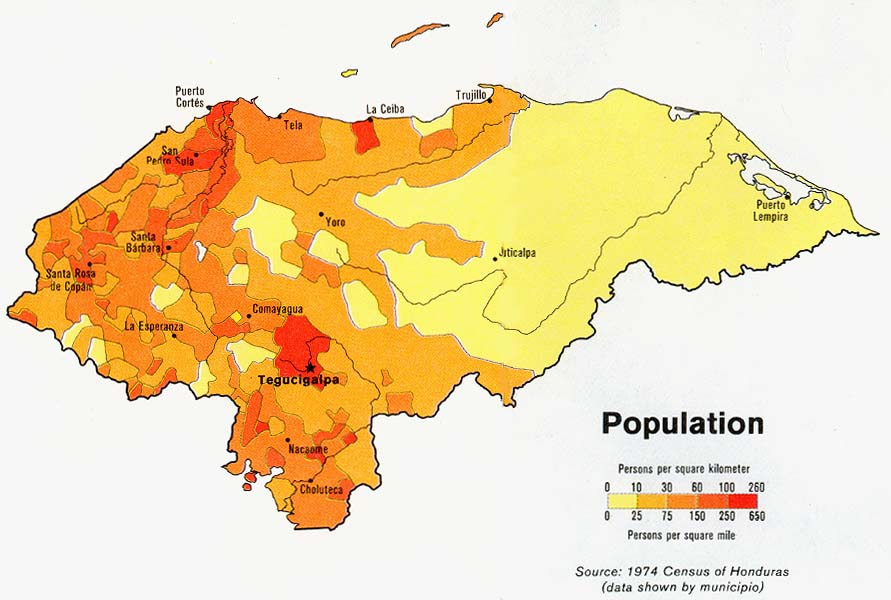 Puerto
Cortés
Tela
La Ceiba
Trujillo
San
Pedro Sula
Yoro
Puerto
Lempira
Santa
Bárbara
Juticalpa
Santa Rosa
de Copán
Comayagua
La Esperanza
Tegucigalpa
Nacaome
Choluteca
Population
Persons per square kilometer
0 10 30 60 100 260
0 25 75 150 250 650
Persons per square mile
Source: 1974 Census of Honduras
(data shown by municipio)